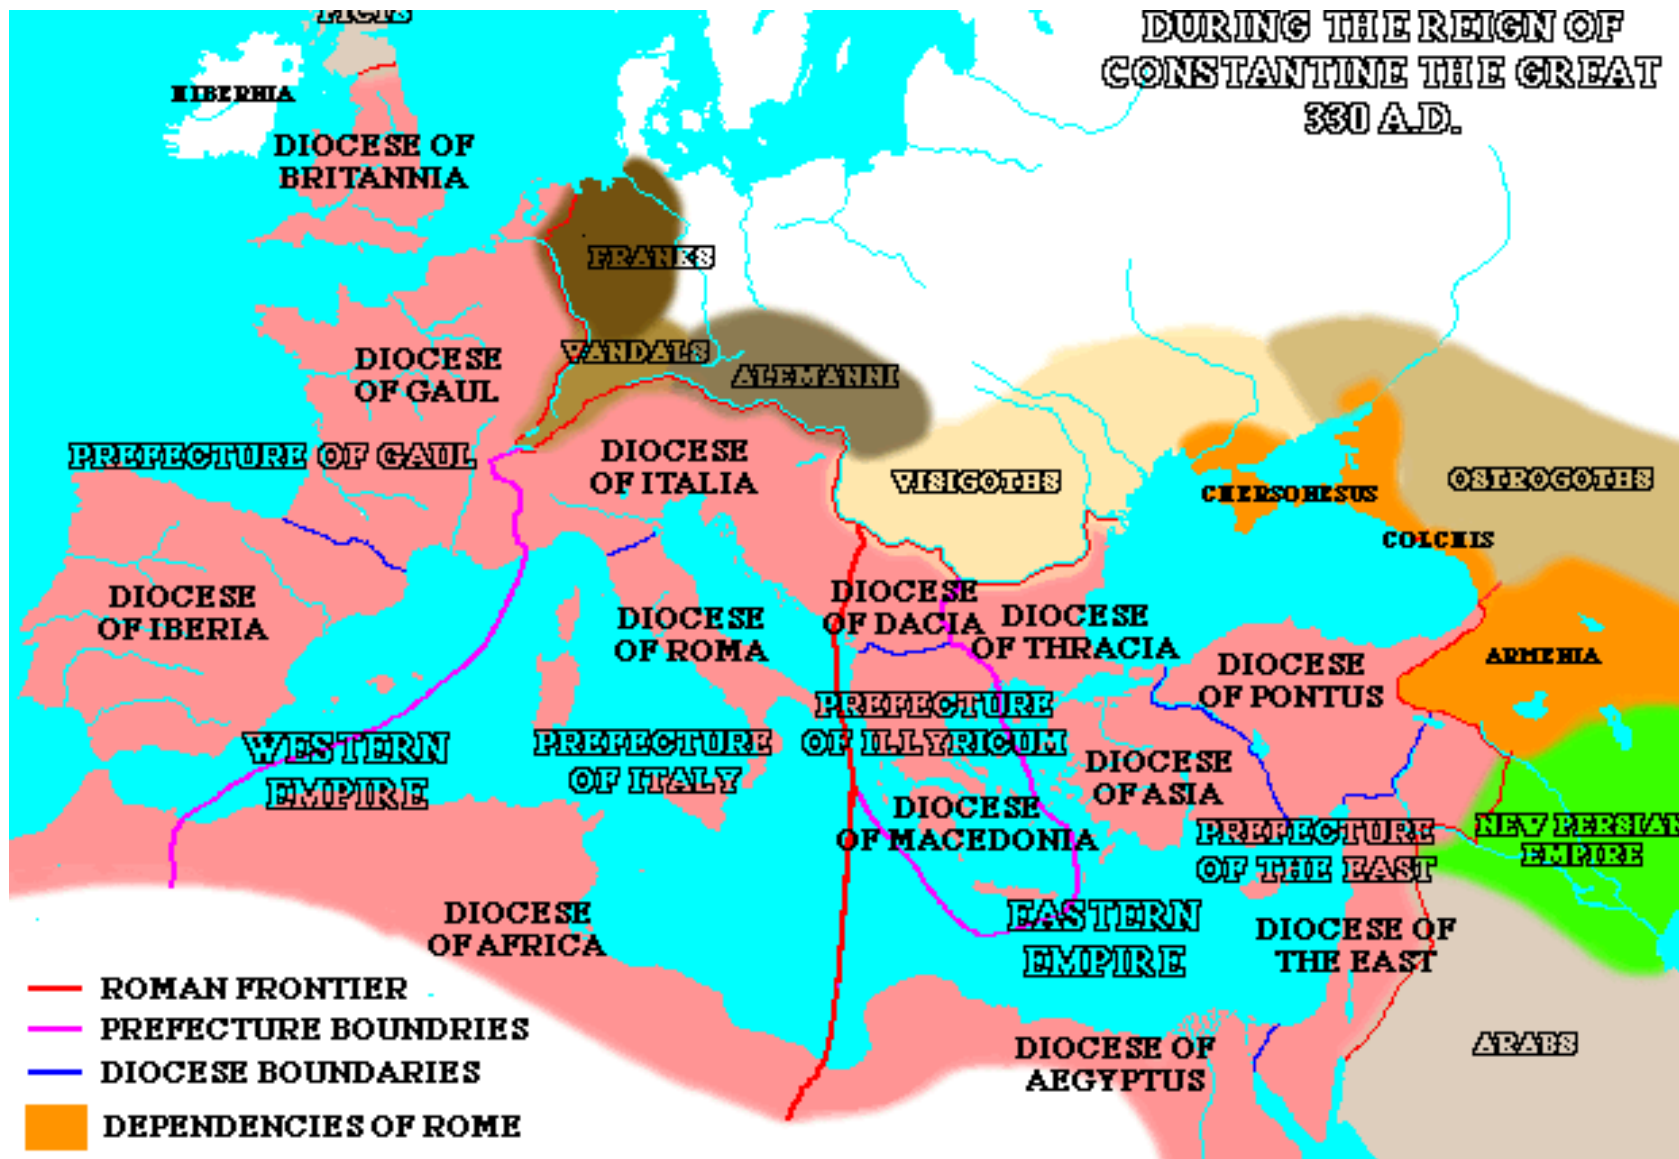 PICTS
DURING THE REIGN OF
CONSTANTINE THE GREAT
330 A.D.
HIBERNIA
DIOCESE OF
BRITANNIA
FRANKS
VANDALS
ALEMANNI
DIOCESE
OF GAUL
PREFECTURE OF GAUL
DIOCESE
OF ITALIA
VISIGOTHS
CHERSONESUS
OSTROGOTHS
COLCHIS
DIOCESE
OF IBERIA
DIOCESE
OF ROMA
DIOCESE
OF DACIA
DIOCESE
OF THRACIA
DIOCESE
OF PONTUS
ARMENIA
WESTERN
EMPIRE
PREFECTURE
OF ITALY
PREFECTURE
OF ILLYRICUM
DIOCESE
OF ASIA
DIOCESE
OF MACEDONIA
PREFECTURE
OF THE EAST
NEW PERSIAN
EMPIRE
DIOCESE
OF AFRICA
EASTERN
EMPIRE
DIOCESE OF
THE EAST
DIOCESE OF
AEGYPTUS
ARABS
ROMAN FRONTIER
PREFECTURE BOUNDRIES
DIOCESE BOUNDARIES
DEPENDENCIES OF ROME